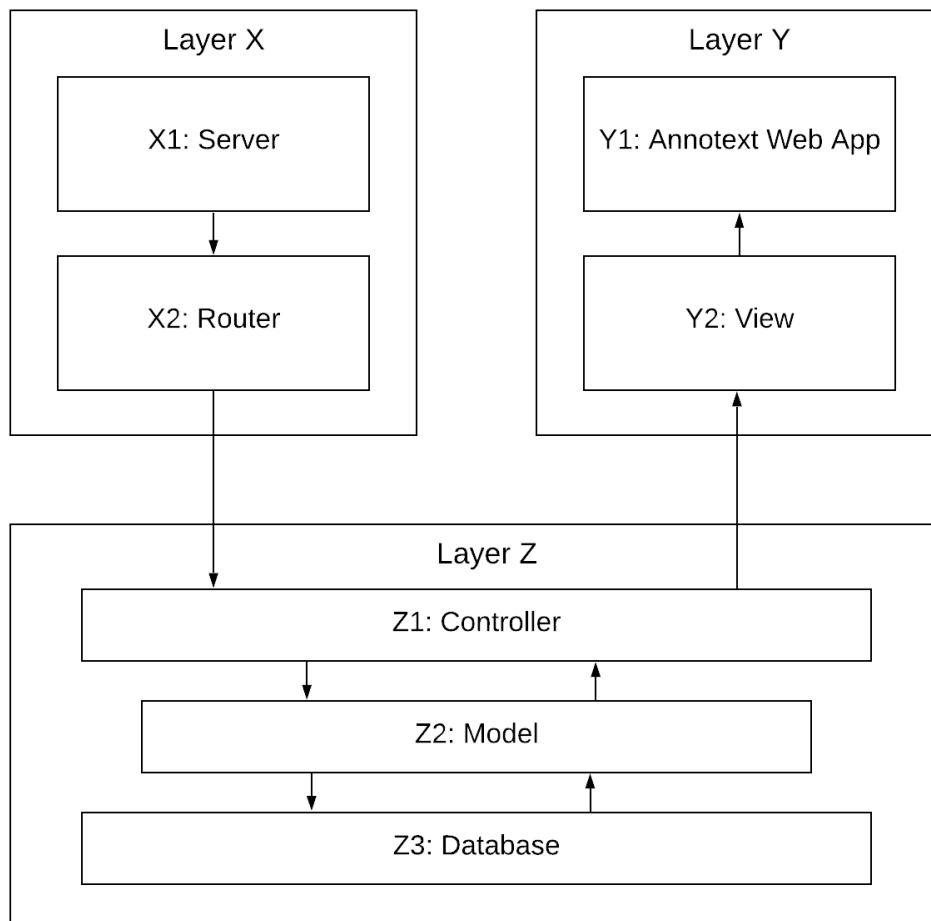 Layer X
X1: Server
X2: Router
Layer Y
Y1: Annotext Web App
Y2: View
Layer Z
Z1: Controller
Z2: Model
Z3: Database